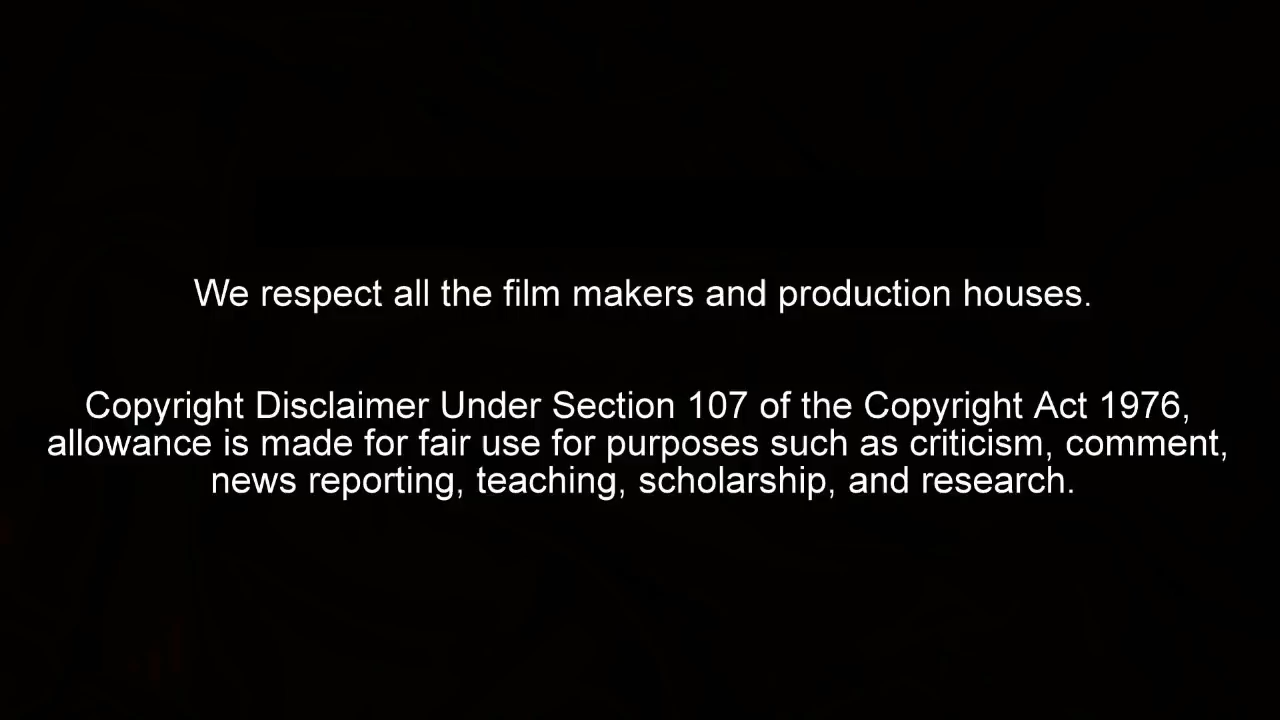 We respect all the film makers and production houses.
Copyright Disclaimer Under Section 107 of the Copyright Act 1976,
allowance is made for fair use for purposes such as criticism, comment,
news reporting, teaching, scholarship, and research.